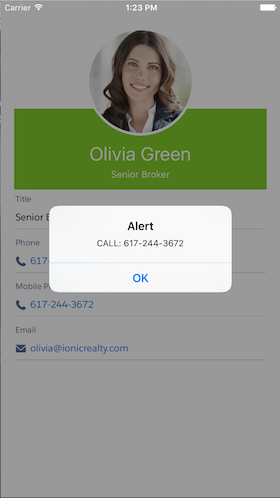 Carrier 1:23 PM
Olivia Green
Senior Broker
Title
Senior B
Alert
CALL: 617-244-3672
Phone
617-
OK
Mobile P
617-244-3672
Email
olivia@ionicrealty.com